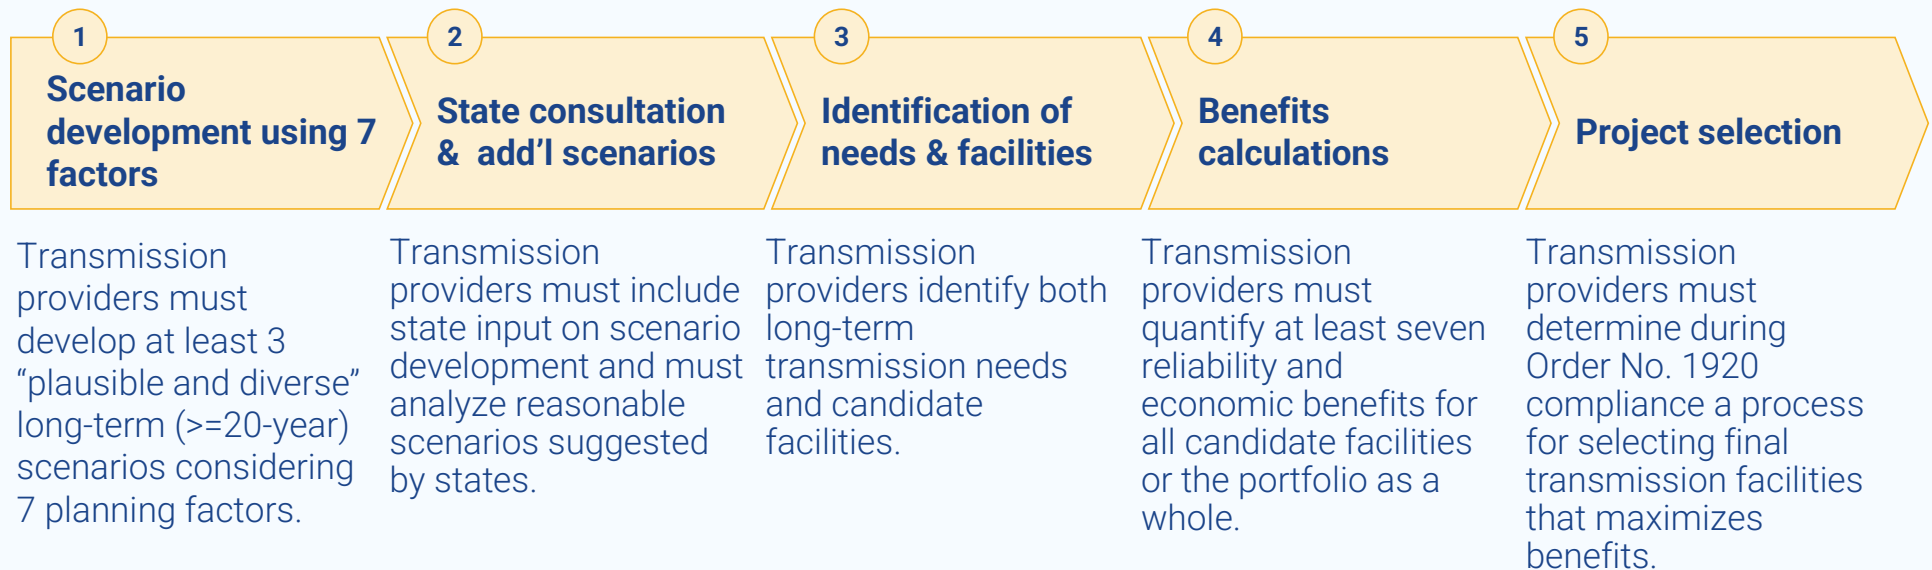 1
Scenario
development using 7
factors
Transmission
providers must
develop at least 3
“plausible and diverse”
long-term (>=20-year)
scenarios considering
7 planning factors.
2
State consultation
& add’l scenarios
Transmission
providers must include
state input on scenario
development and must
analyze reasonable
scenarios suggested
by states.
3
Identification of
needs & facilities
Transmission
providers identify both
long-term
transmission needs
and candidate
facilities.
4
Benefits
calculations
Transmission
providers must
quantify at least seven
reliability and
economic benefits for
all candidate facilities
or the portfolio as a
whole.
5
Project selection
Transmission
providers must
determine during
Order No. 1920
compliance a process
for selecting final
transmission facilities
that maximizes
benefits.